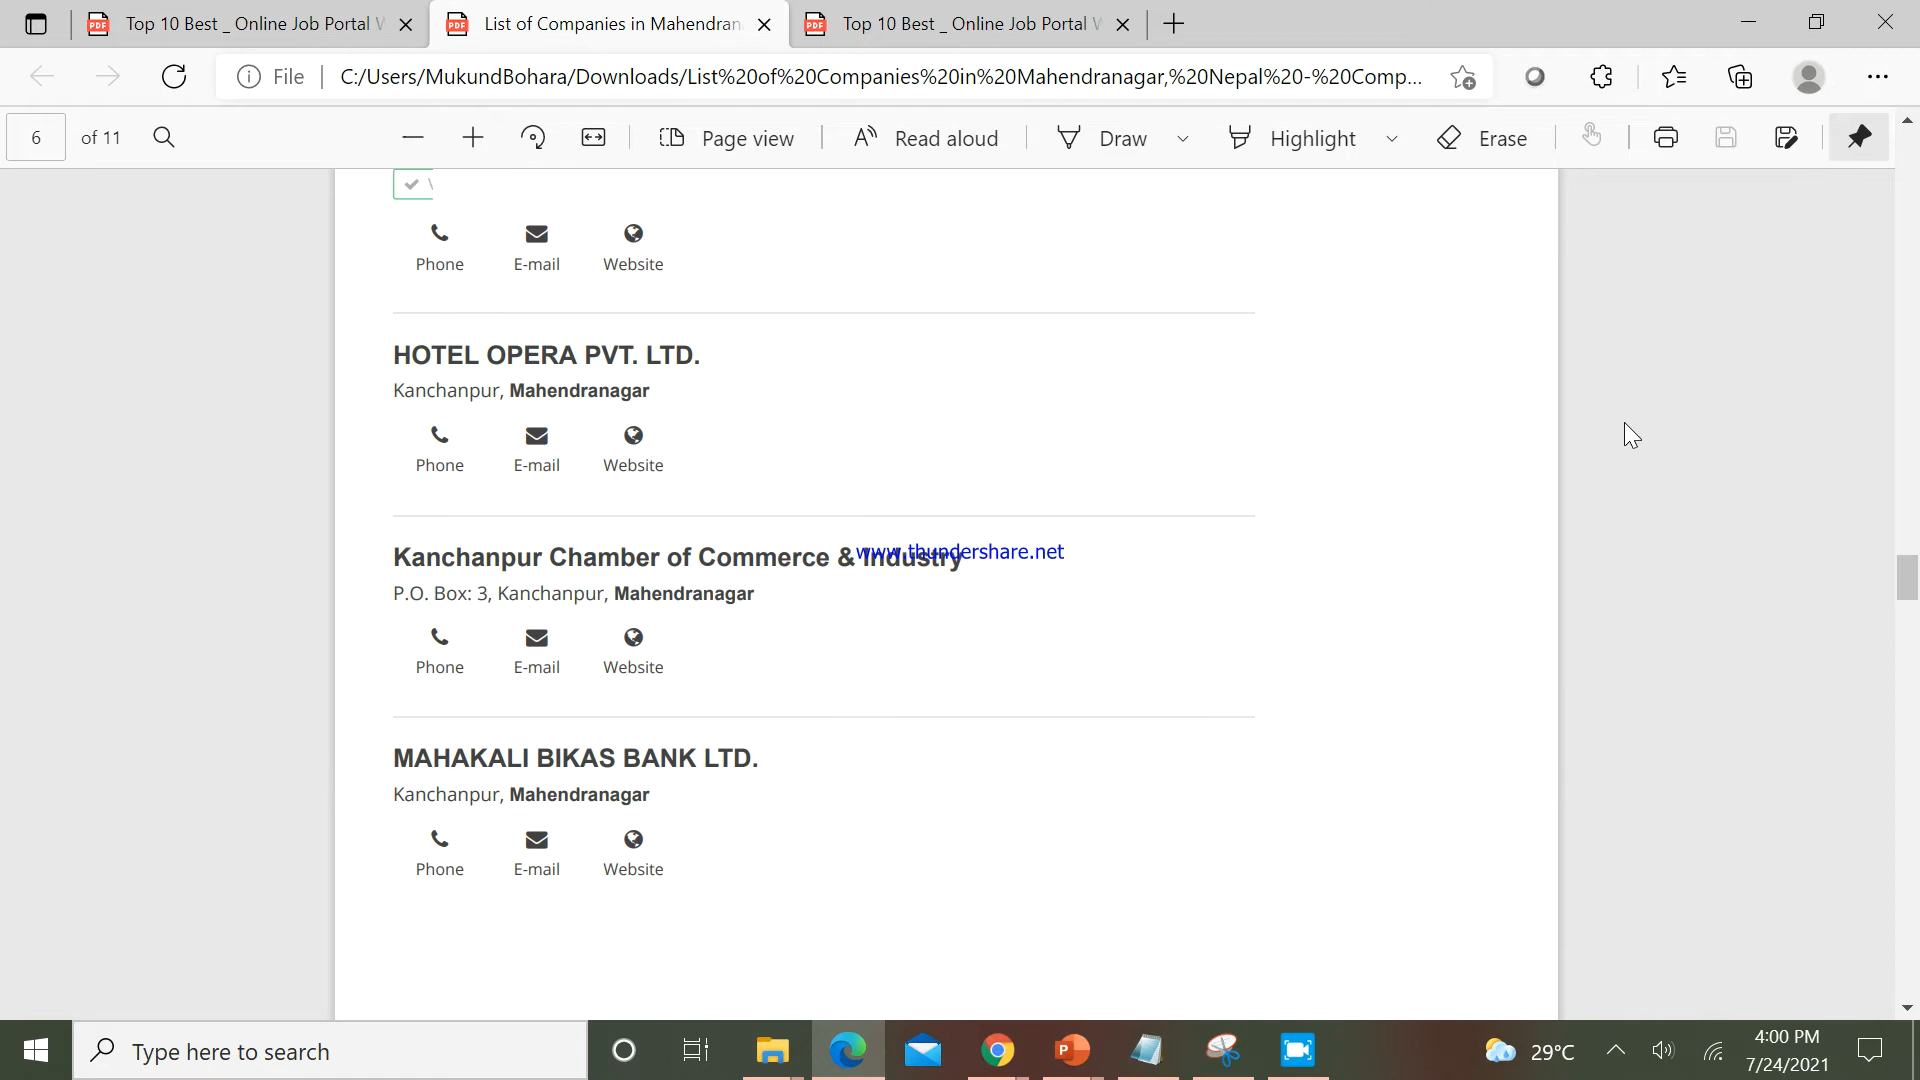 Top 10 Best _ Online Job Portal W
List of Companies in Mahendran
Top 10 Best _ Online Job Portal W
File
C:/Users/MukundBohara/Downloads/List%20of%20Companies%20in%20Mahendranagar,%20Nepal%20-%20Comp...
6 of 11
Page view
Read aloud
Draw
Highlight
Erase
Phone E-mail Website
HOTEL OPERA PVT. LTD.
Kanchanpur, Mahendranagar
Phone E-mail Website
Kanchanpur Chamber of Commerce & Industry
www.thundershare.net
P.O. Box: 3, Kanchanpur, Mahendranagar
Phone E-mail Website
MAHAKALI BIKAS BANK LTD.
Kanchanpur, Mahendranagar
Phone E-mail Website
Type here to search
29°C
4:00 PM
7/24/2021